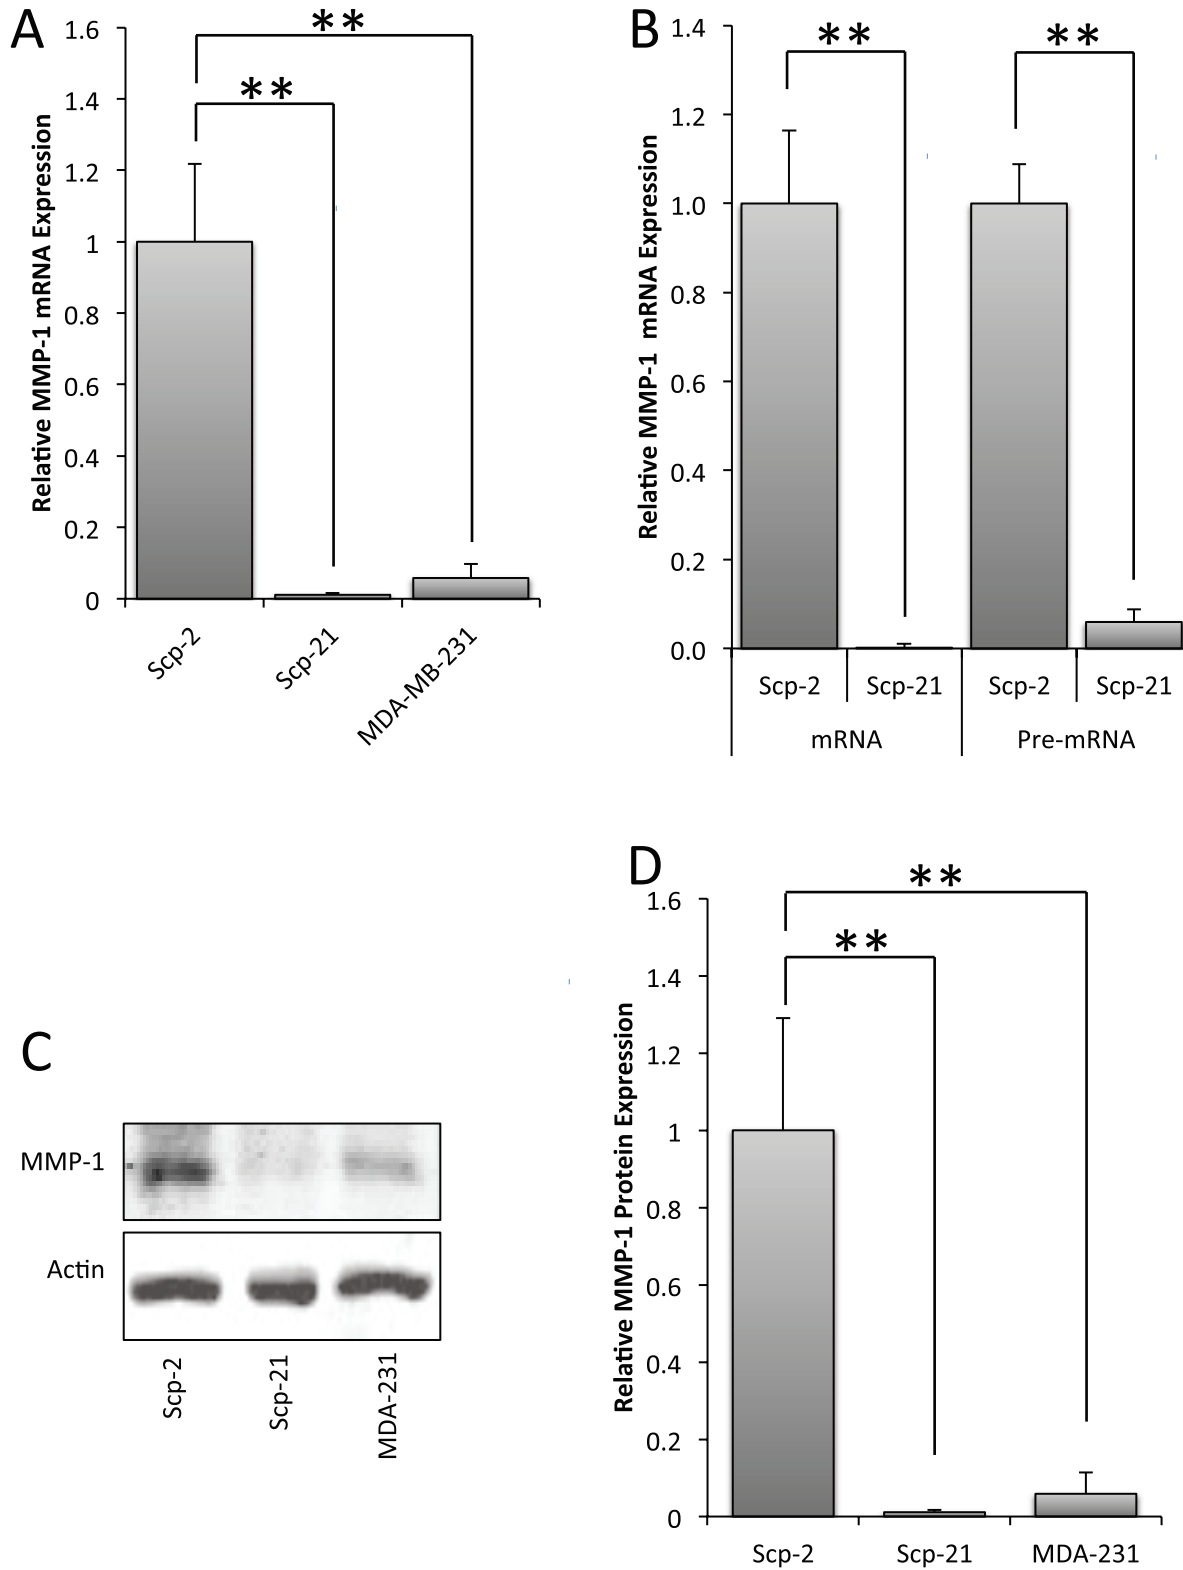 A
Relative MMP-1 mRNA Expression
1.6
1.4
1.2
1
0.8
0.6
0.4
0.2
0
**
**
Scp-2
Scp-21
MDA-MB-231
B
Relative MMP-1 mRNA Expression
1.4
1.2
1.0
0.8
0.6
0.4
0.2
0.0
** **
Scp-2 Scp-21 Scp-2 Scp-21
mRNA Pre-mRNA
C
MMP-1
Actin
Scp-2
Scp-21
MDA-231
D
Relative MMP-1 Protein Expression
1.6
1.4
1.2
1
0.8
0.6
0.4
0.2
0
**
**
Scp-2 Scp-21 MDA-231